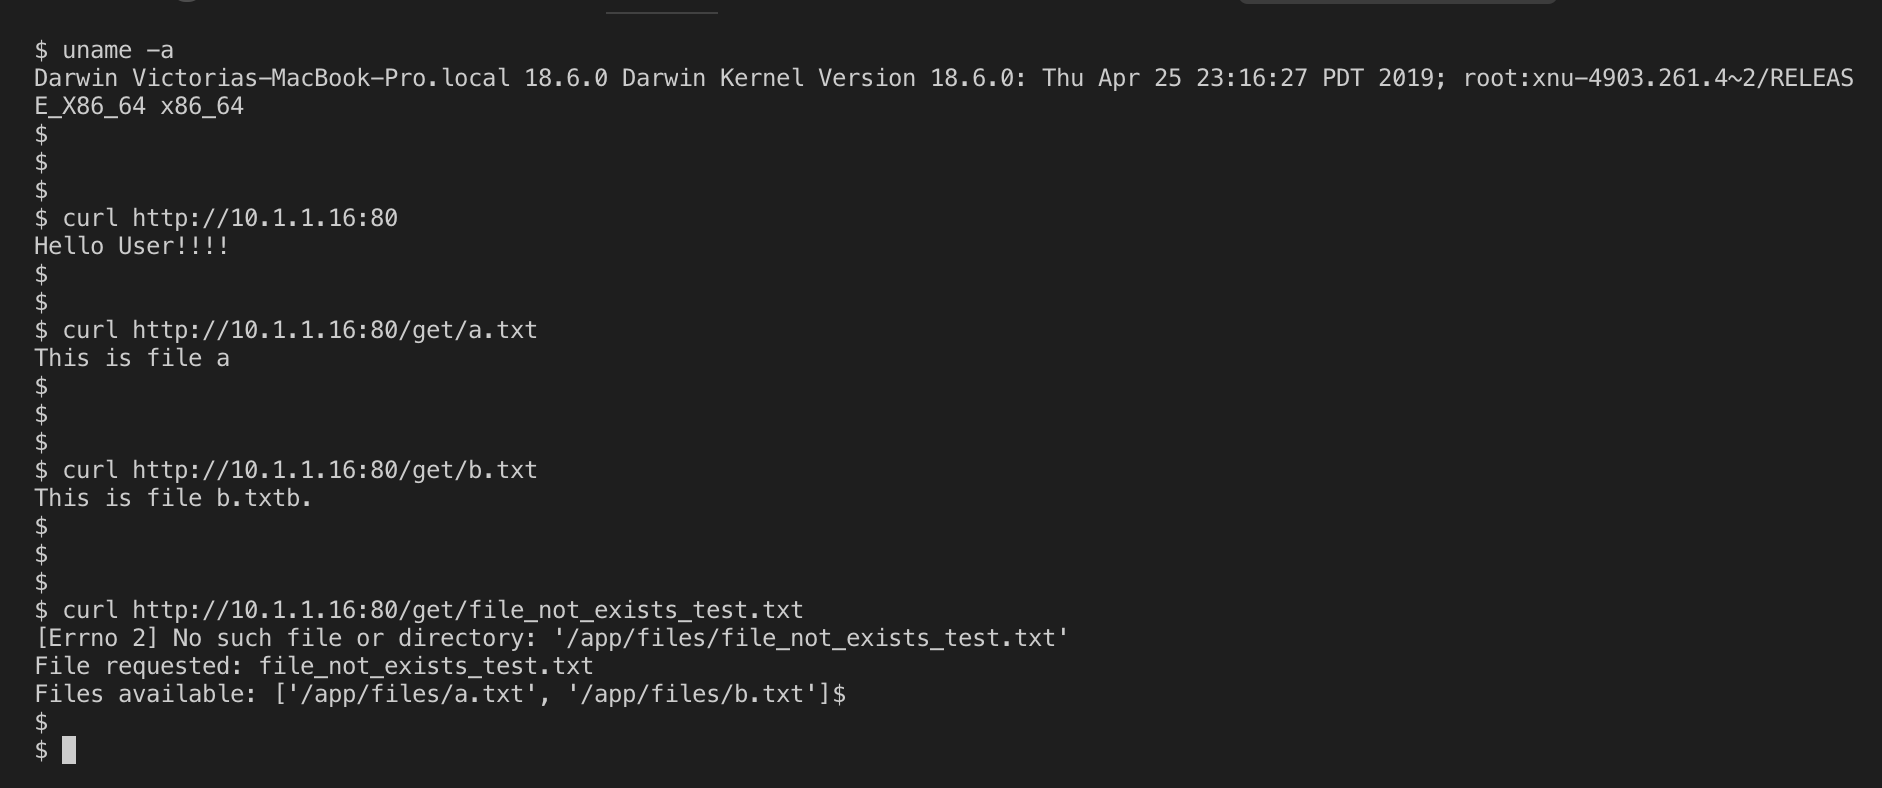 $ uname -a
Darwin Victorias-MacBook-Pro.local 18.6.0 Darwin Kernel Version 18.6.0: Thu Apr 25 23:16:27 PDT 2019; root:xnu-4903.261.4~2/RELEAS
E_X86_64 x86_64
$
$
$
$ curl http://10.1.1.16:80
Hello User!!!!
$
$
$ curl http://10.1.1.16:80/get/a.txt
This is file a
$
$
$
$ curl http://10.1.1.16:80/get/b.txt
This is file b.txtb.
$
$
$
$ curl http://10.1.1.16:80/get/file_not_exists_test.txt
[Errno 2] No such file or directory: '/app/files/file_not_exists_test.txt'
File requested: file_not_exists_test.txt
Files available: ['/app/files/a.txt', '/app/files/b.txt']$
$
$